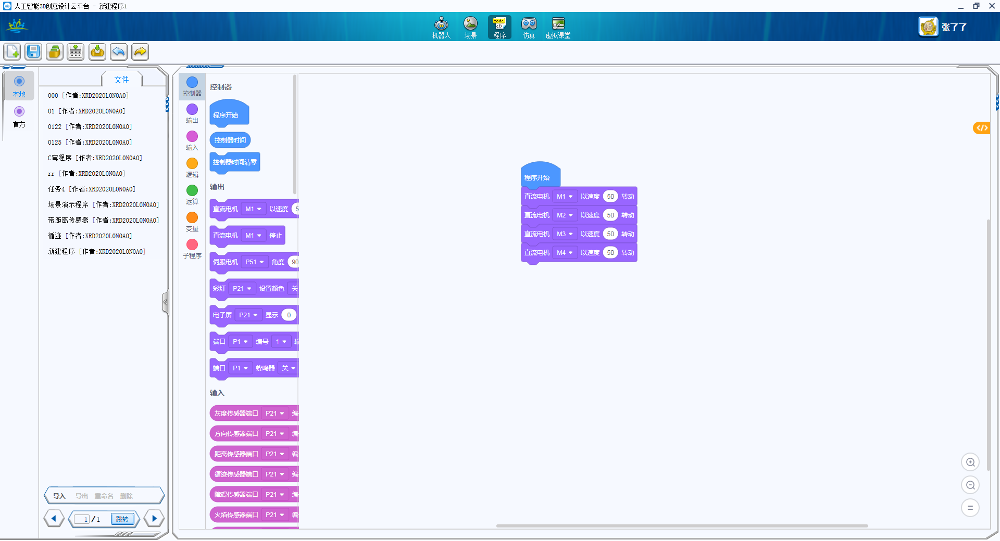 人工智能3D创意设计云平台 - 新建程序1
机器人
场景
code
程序
仿真
虚拟课堂
张了了
本地
官方
文件
000 [作者:XRD2020L0N0A0]
01 [作者:XRD2020L0N0A0]
0122 [作者:XRD2020L0N0A0]
0125 [作者:XRD2020L0N0A0]
C弯程序 [作者:XRD2020L0N0A0]
rr [作者:XRD2020L0N0A0]
任务4 [作者:XRD2020L0N0A0]
场景演示程序 [作者:XRD2020L0N0A0]
带距离传感器 [作者:XRD2020L0N0A0]
循迹 [作者:XRD2020L0N0A0]
新建程序 [作者:XRD2020L0N0A0]
导入 导出 重命名 删除
1 / 1 跳转
控制器
输出
输入
逻辑
运算
变量
子程序
控制器
程序开始
控制器时间
控制器时间清零
输出
直流电机 M1 以速度 5
直流电机 M1 停止
伺服电机 P51 角度 90
彩灯 P21 设置颜色 关
电子屏 P21 显示 0
端口 P1 编号 1 输
端口 P1 蜂鸣器 关
输入
灰度传感器端口 P21 编
方向传感器端口 P21 编
距离传感器端口 P21 编
循迹传感器端口 P21 编
障碍传感器端口 P21 编
火焰传感器端口 P21 编
程序开始
直流电机 M1 以速度 50 转动
直流电机 M2 以速度 50 转动
直流电机 M3 以速度 50 转动
直流电机 M4 以速度 50 转动